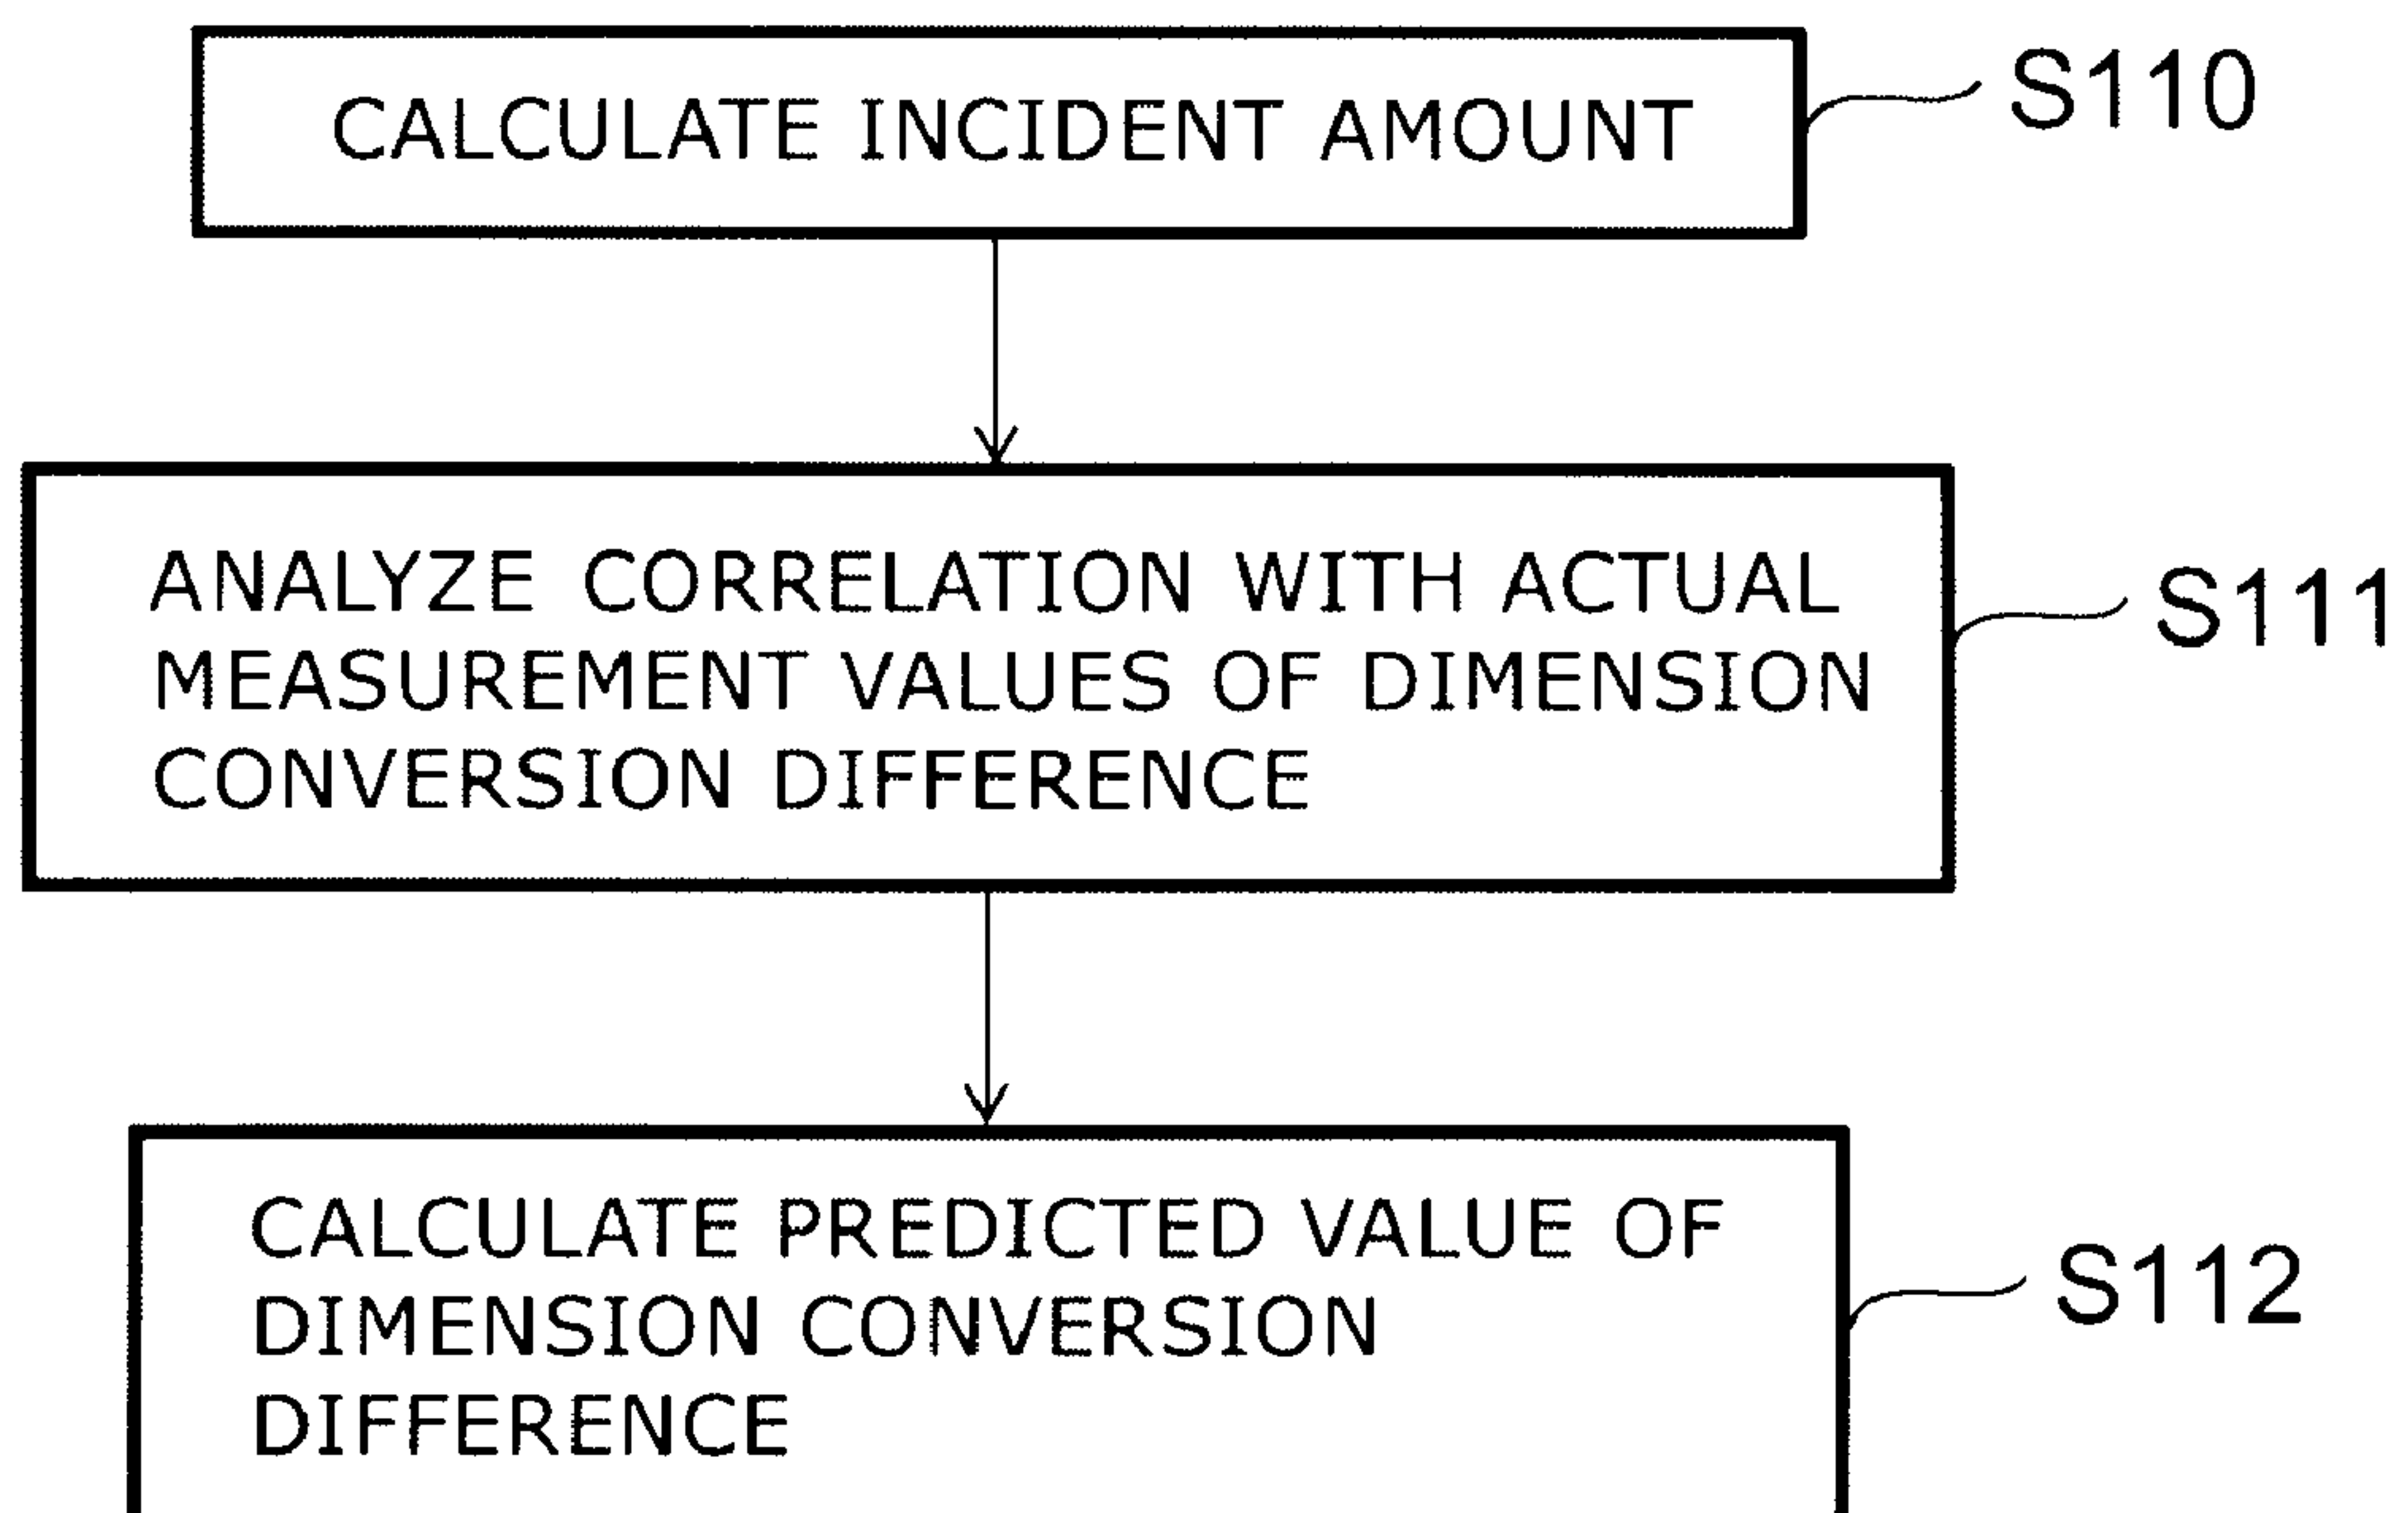 CALCULATE INCIDENT AMOUNT
S110
ANALYZE CORRELATION WITH ACTUAL
MEASUREMENT VALUES OF DIMENSION
CONVERSION DIFFERENCE
S111
CALCULATE PREDICTED VALUE OF
DIMENSION CONVERSION
DIFFERENCE
S112